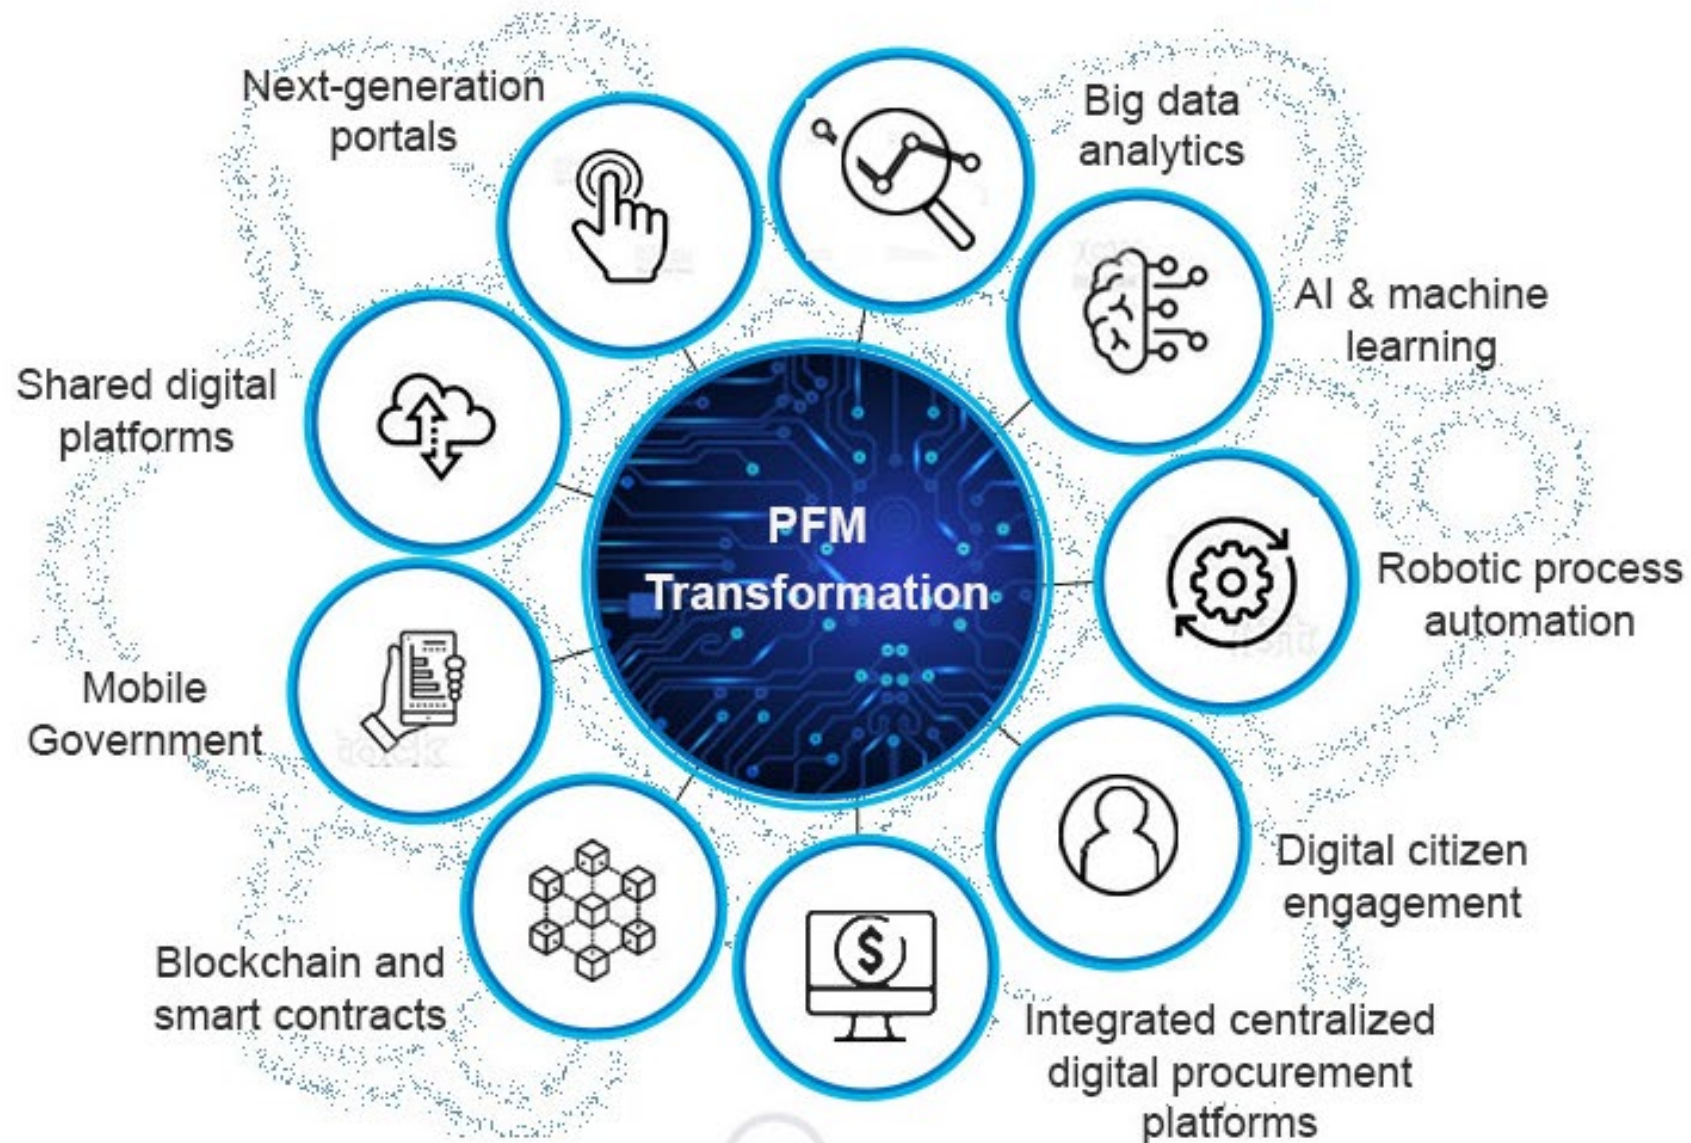 Next-generation
portals
Big data
analytics
AI & machine
learning
Shared digital
platforms
PFM
Transformation
Robotic process
automation
Mobile
Government
Digital citizen
engagement
Blockchain and
smart contracts
Integrated centralized
digital procurement
platforms
$